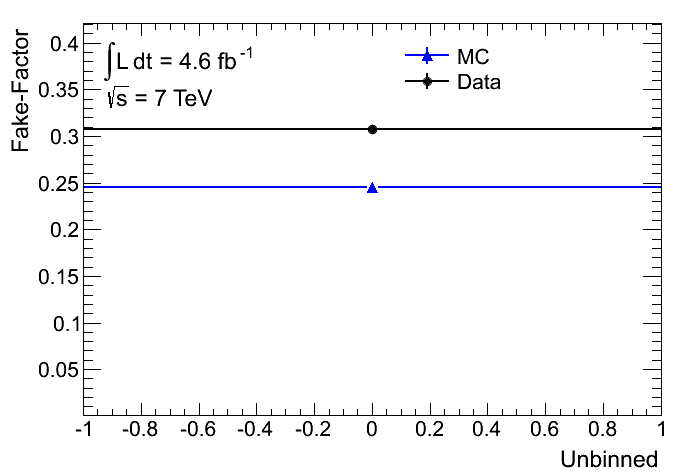 Fake-Factor
0.4
0.35
0.3
0.25
0.2
0.15
0.1
0.05
∫L dt = 4.6 fb⁻¹
√s = 7 TeV
MC
Data
-1 -0.8 -0.6 -0.4 -0.2 0 0.2 0.4 0.6 0.8 1
Unbinned